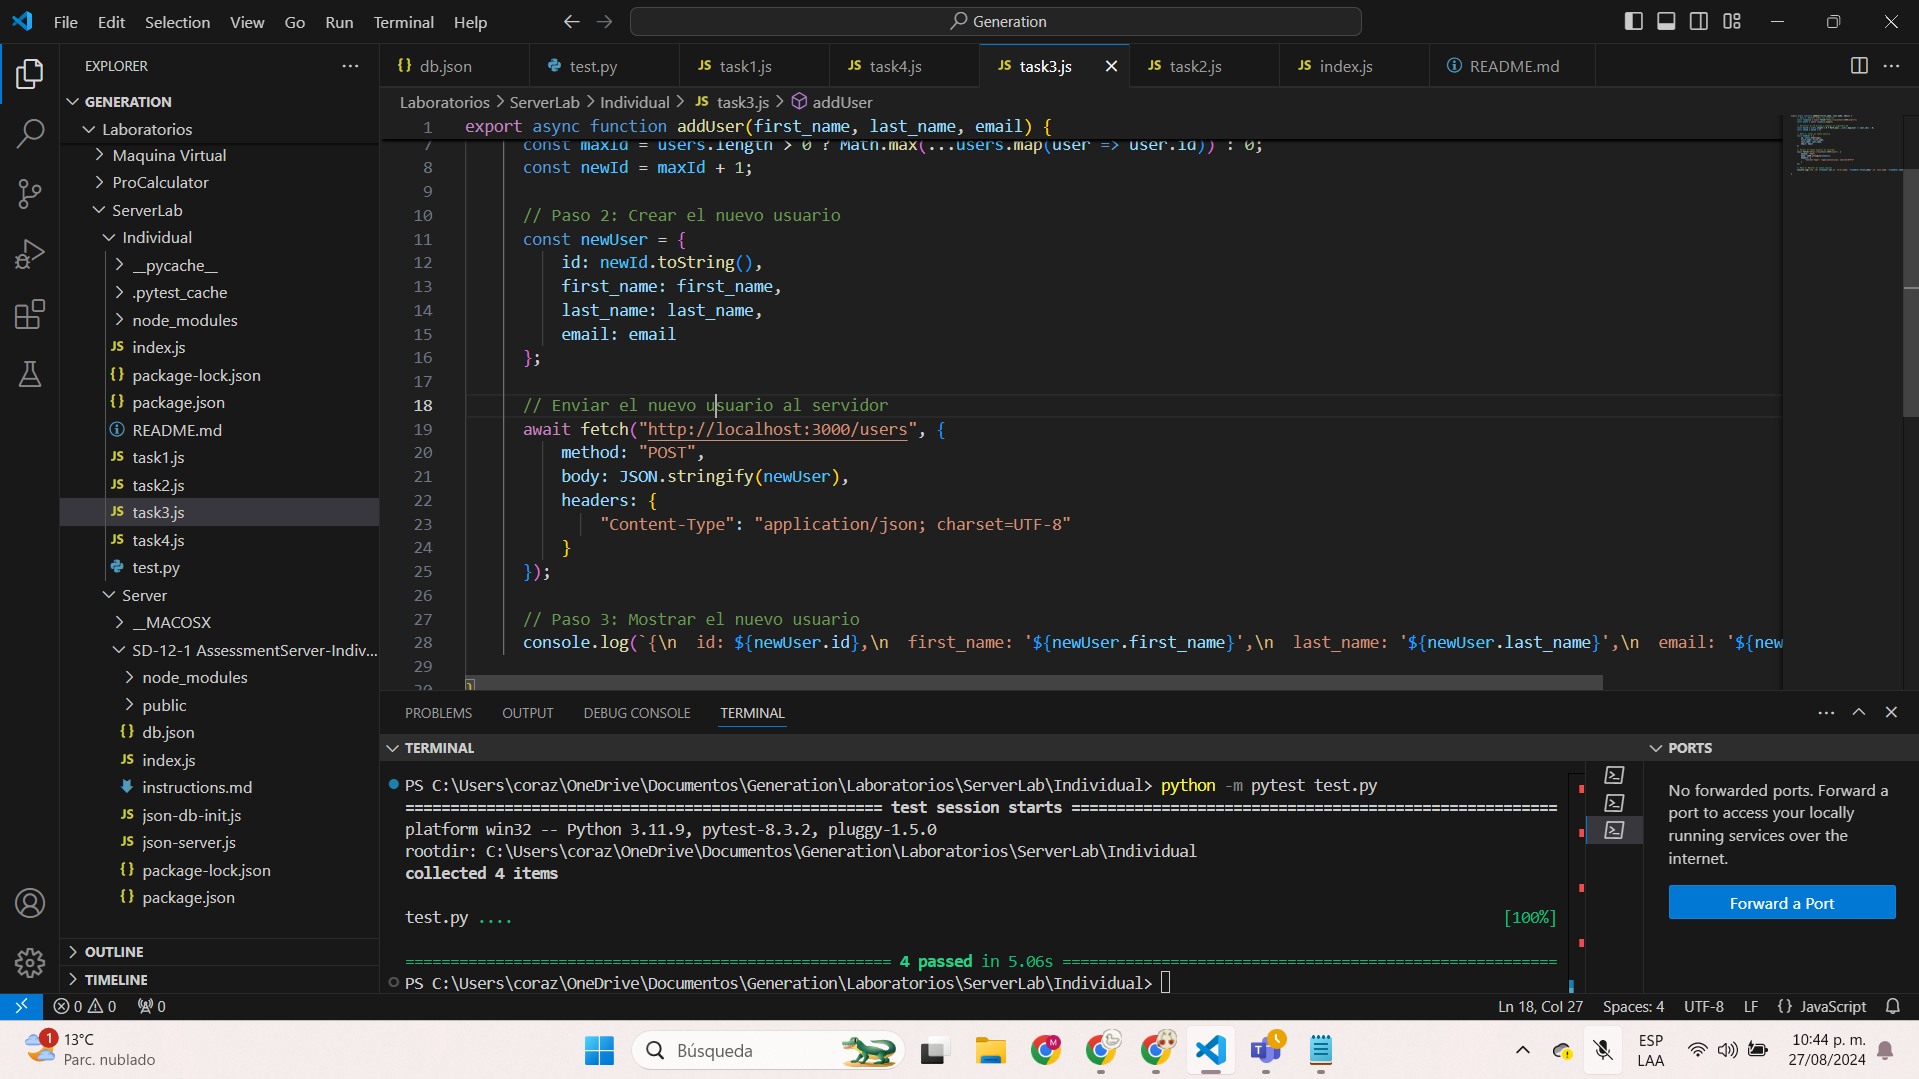 File Edit Selection View Go Run Terminal Help
Generation
EXPLORER
GENERATION
Laboratorios
Maquina Virtual
ProCalculator
ServerLab
Individual
__pycache__
.pytest_cache
node_modules
JS index.js
{} package-lock.json
{} package.json
README.md
JS task1.js
JS task2.js
JS task3.js
JS task4.js
test.py
Server
__MACOSX
SD-12-1 AssessmentServer-Indiv...
node_modules
public
{} db.json
JS index.js
instructions.md
JS json-db-init.js
JS json-server.js
{} package-lock.json
{} package.json
OUTLINE
TIMELINE
{} db.json test.py JS task1.js JS task4.js JS task3.js JS task2.js JS index.js README.md
Laboratorios > ServerLab > Individual > JS task3.js > addUser
1 export async function addUser(first_name, last_name, email) {
7 const maxId = users.length > 0 ? Math.max(...users.map(user => user.id)) : 0;
8 const newId = maxId + 1;
9
10 // Paso 2: Crear el nuevo usuario
11 const newUser = {
12 id: newId.toString(),
13 first_name: first_name,
14 last_name: last_name,
15 email: email
16 };
17
18 // Enviar el nuevo usuario al servidor
19 await fetch("http://localhost:3000/users", {
20 method: "POST",
21 body: JSON.stringify(newUser),
22 headers: {
23 "Content-Type": "application/json; charset=UTF-8"
24 }
25 });
26
27 // Paso 3: Mostrar el nuevo usuario
28 console.log(`{\n  id: ${newUser.id},\n  first_name: '${newUser.first_name}',\n  last_name: '${newUser.last_name}',\n  email: '${new
29
30 }
PROBLEMS OUTPUT DEBUG CONSOLE TERMINAL
TERMINAL
PS C:\Users\coraz\OneDrive\Documentos\Generation\Laboratorios\ServerLab\Individual> python -m pytest test.py
===================================================== test session starts ======================================================
platform win32 -- Python 3.11.9, pytest-8.3.2, pluggy-1.5.0
rootdir: C:\Users\coraz\OneDrive\Documentos\Generation\Laboratorios\ServerLab\Individual
collected 4 items
test.py .... [100%]
====================================================== 4 passed in 5.06s =======================================================
PS C:\Users\coraz\OneDrive\Documentos\Generation\Laboratorios\ServerLab\Individual>
PORTS
No forwarded ports. Forward a
port to access your locally
running services over the
internet.
Forward a Port
0 0 0
Ln 18, Col 27 Spaces: 4 UTF-8 LF {} JavaScript
1
13°C
Parc. nublado
Búsqueda
M
ESP
LAA
10:44 p. m.
27/08/2024